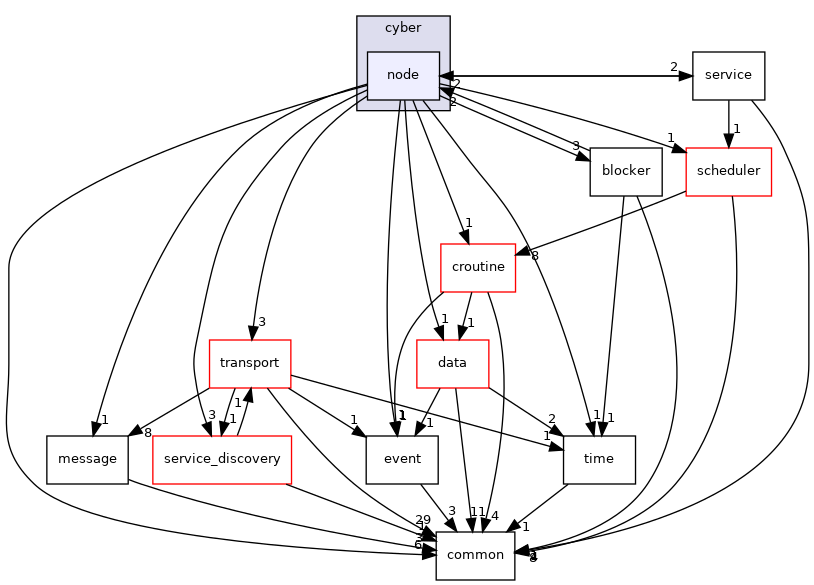 cyber
node
service
2
2
2
1
blocker
3
1
scheduler
1
8
croutine
3
1
1
transport
data
1
1
3
1
1
2
1
1
8
1
1
message
service_discovery
event
time
29
3
11
4
1
6
common
8